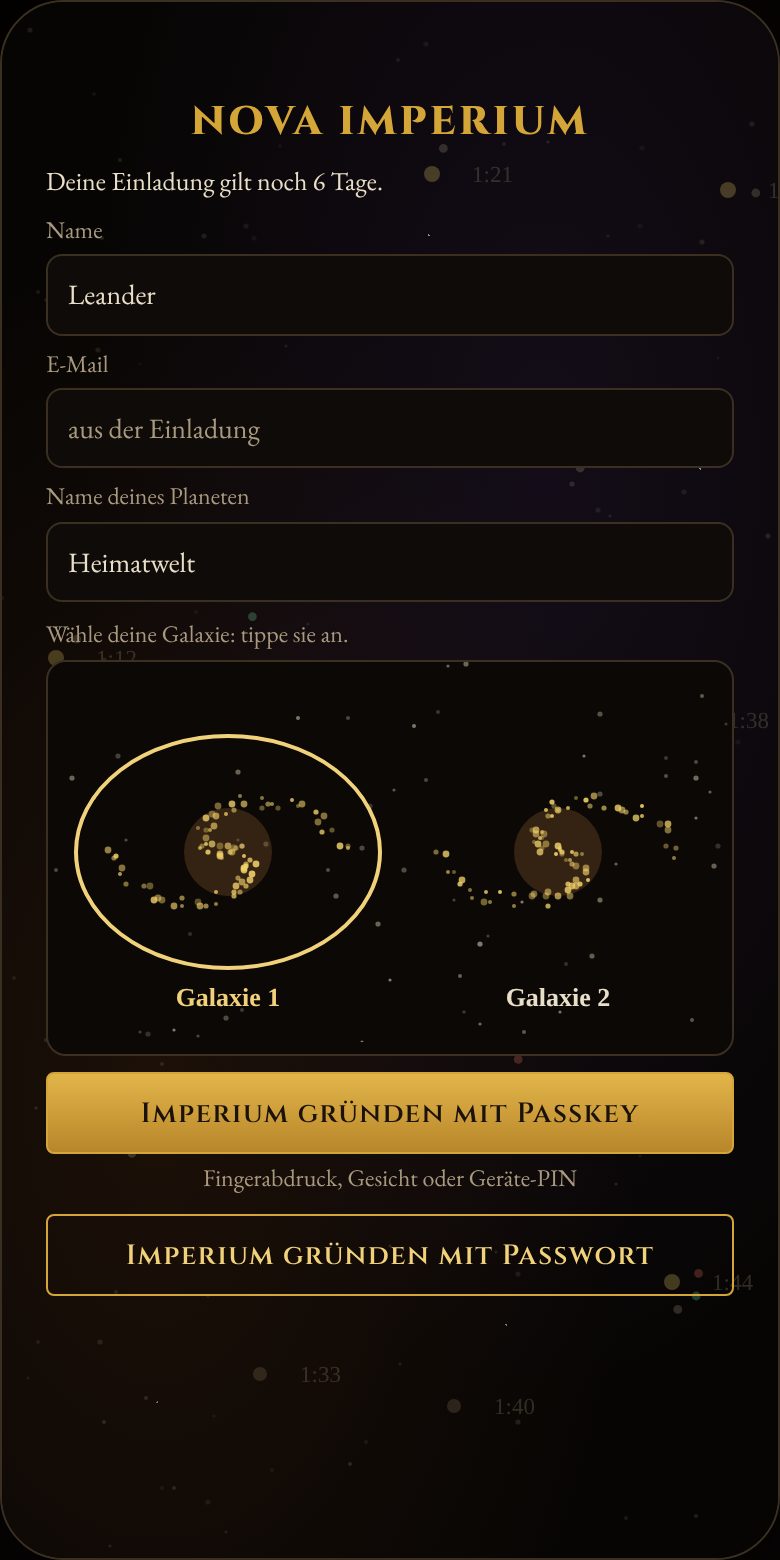 NOVA IMPERIUM
1:21
Deine Einladung gilt noch 6 Tage.
Name
Leander
E-Mail
aus der Einladung
Name deines Planeten
Heimatwelt
Wähle deine Galaxie: tippe sie an.
1:12
1:38
Galaxie 1
Galaxie 2
Imperium gründen mit Passkey
Fingerabdruck, Gesicht oder Geräte-PIN
Imperium gründen mit Passwort
1:44
1:33
1:40